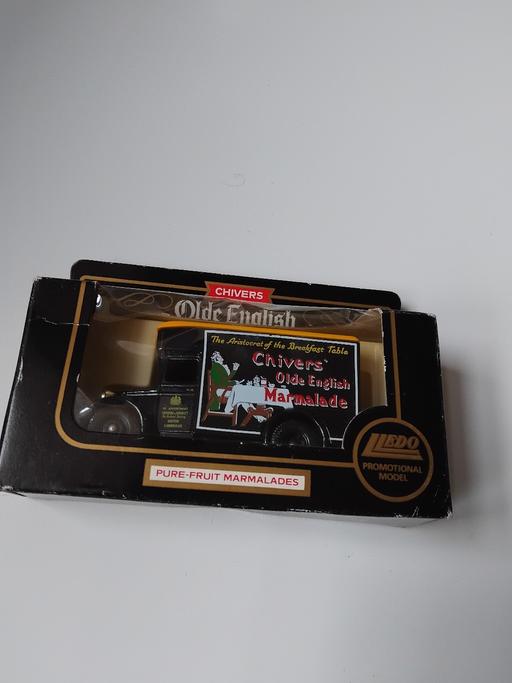 CHIVERS
Olde English
The Aristocrat of the Breakfast Table
Chivers'
Olde English
Marmalade
LLEDO
PROMOTIONAL
MODEL
PURE-FRUIT MARMALADES